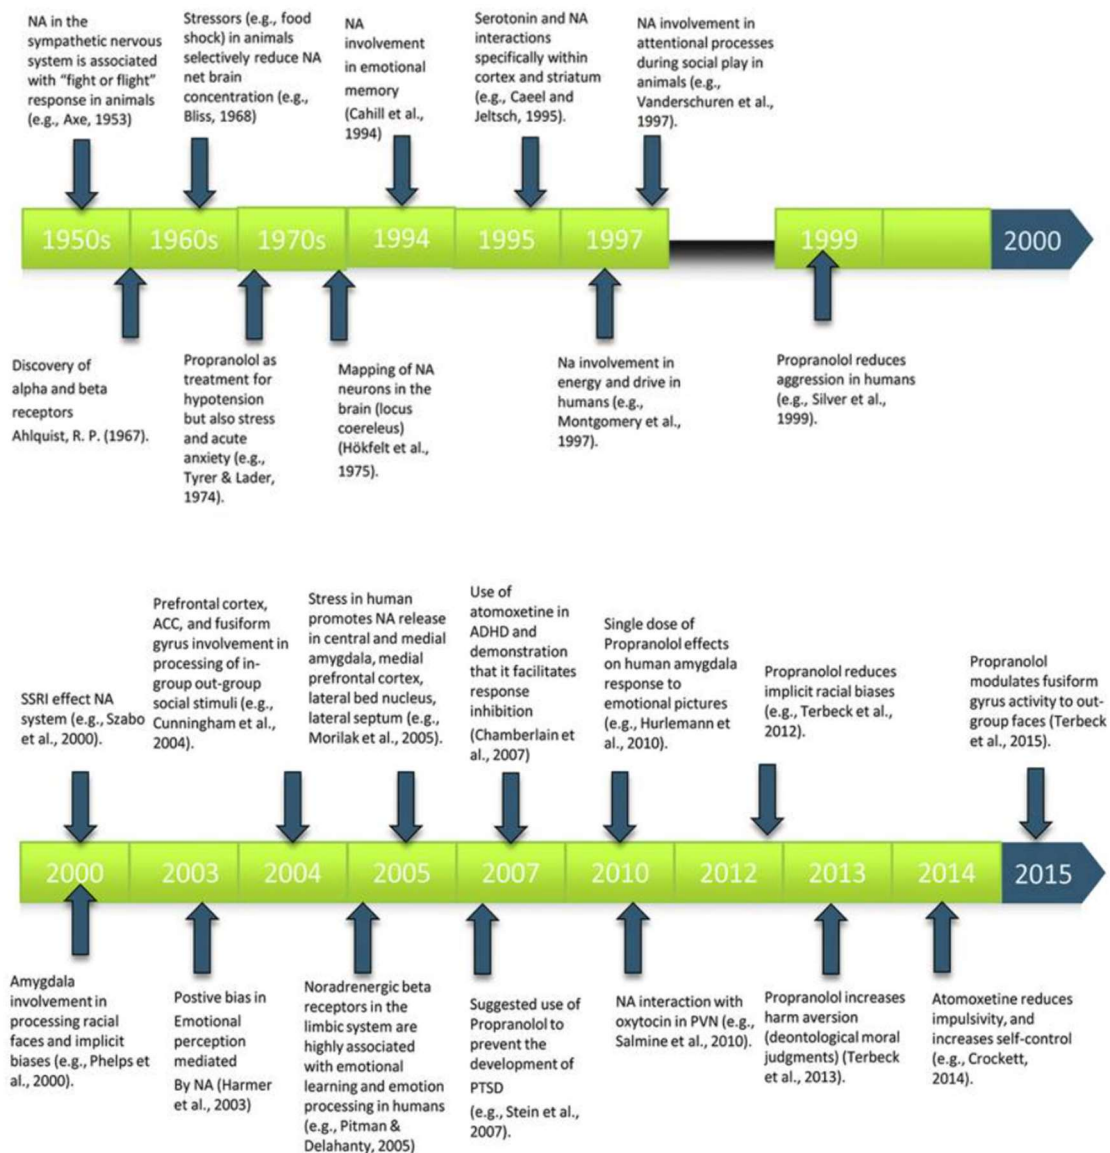 NA in the
sympathetic nervous
system is associated
with “fight or flight”
response in animals
(e.g., Axe, 1953)
Stressors (e.g., food
shock) in animals
selectively reduce NA
net brain
concentration (e.g.,
Bliss, 1968)
NA
involvement
in emotional
memory
(Cahill et al.,
1994)
Serotonin and NA
interactions
specifically within
cortex and striatum
(e.g., Caeel and
Jeltsch, 1995).
NA involvement in
attentional processes
during social play in
animals (e.g.,
Vanderschuren et al.,
1997).
1950s
1960s
1970s
1994
1995
1997
1999
2000
Discovery of
alpha and beta
receptors
Ahlquist, R. P. (1967).
Propranolol as
treatment for
hypotension
but also stress
and acute
anxiety (e.g.,
Tyrer & Lader,
1974).
Mapping of NA
neurons in the
brain (locus
coereleus)
(Hökfelt et al.,
1975).
Na involvement in
energy and drive in
humans (e.g.,
Montgomery et al.,
1997).
Propranolol reduces
aggression in humans
(e.g., Silver et al.,
1999).
SSRI effect NA
system (e.g., Szabo
et al., 2000).
Prefrontal cortex,
ACC, and fusiform
gyrus involvement in
processing of in-
group out-group
social stimuli (e.g.,
Cunningham et al.,
2004).
Stress in human
promotes NA release
in central and medial
amygdala, medial
prefrontal cortex,
lateral bed nucleus,
lateral septum (e.g.,
Morilak et al., 2005).
Use of
atomoxetine in
ADHD and
demonstration
that it facilitates
response
inhibition
(Chamberlain et
al., 2007)
Single dose of
Propranolol effects
on human amygdala
response to
emotional pictures
(e.g., Hurlemann et
al., 2010).
Propranolol reduces
implicit racial biases
(e.g., Terbeck et al.,
2012).
Propranolol
modulates fusiform
gyrus activity to out-
group faces (Terbeck
et al., 2015).
2000
2003
2004
2005
2007
2010
2012
2013
2014
2015
Amygdala
involvement in
processing racial
faces and implicit
biases (e.g., Phelps et
al., 2000).
Postive bias in
Emotional
perception
mediated
By NA (Harmer
et al., 2003)
Noradrenergic beta
receptors in the
limbic system are
highly associated
with emotional
learning and emotion
processing in humans
(e.g., Pitman &
Delahanty, 2005)
Suggested use of
Propranolol to
prevent the
development of
PTSD
(e.g., Stein et al.,
2007).
NA interaction with
oxytocin in PVN (e.g.,
Salmine et al., 2010).
Propranolol increases
harm aversion
(deontological moral
judgments) (Terbeck
et al., 2013).
Atomoxetine reduces
impulsivity, and
increases self-control
(e.g., Crockett,
2014).